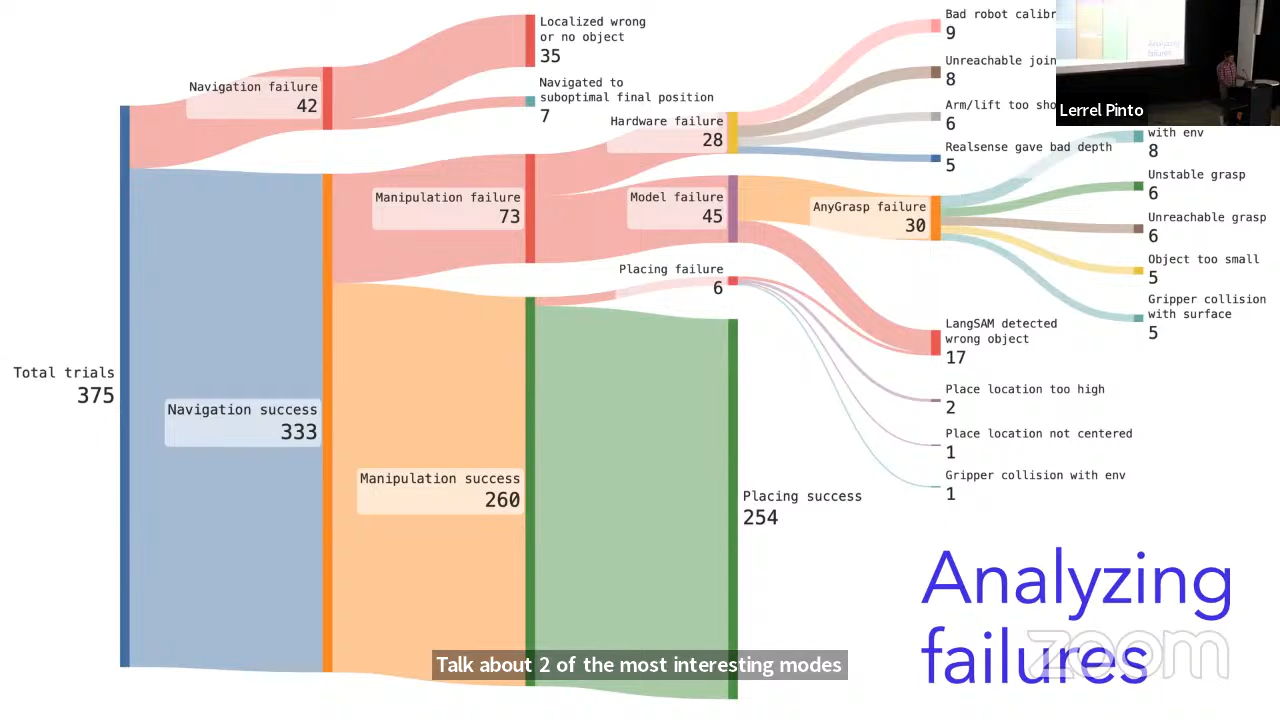 Localized wrong
or no object
35
Navigation failure
42
Navigated to
suboptimal final position
7
Bad robot calibr
9
Unreachable join
8
Arm/lift too sho
6
Realsense gave bad depth
5
Hardware failure
28
Manipulation failure
73
Model failure
45
AnyGrasp failure
30
with env
8
Unstable grasp
6
Unreachable grasp
6
Object too small
5
Gripper collision
with surface
5
Placing failure
6
LangSAM detected
wrong object
17
Place location too high
2
Place location not centered
1
Gripper collision with env
1
Total trials
375
Navigation success
333
Manipulation success
260
Placing success
254
Analyzing
failures
zoom
Talk about 2 of the most interesting modes
Lerrel Pinto
Analyzing
failures